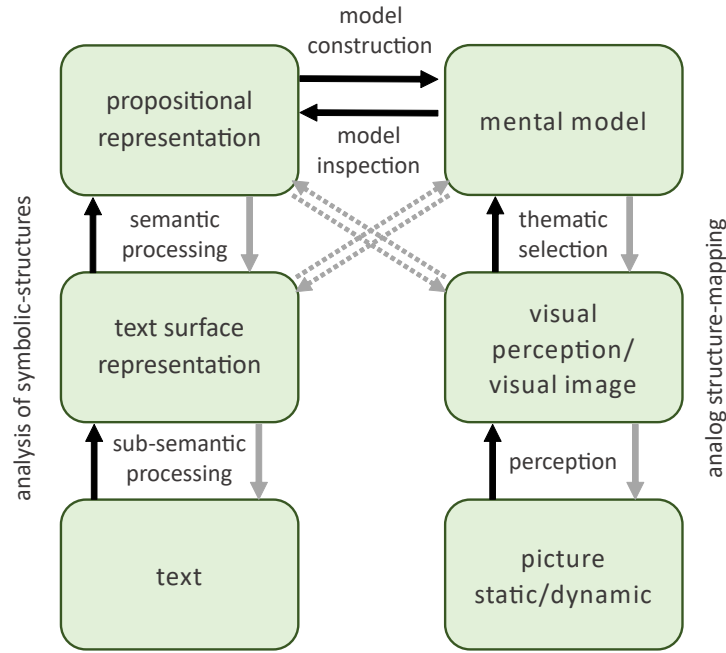 model
construction
propositional
representation
mental model
model
inspection
semantic
processing
thematic
selection
analysis of symbolic-structures
analog structure-mapping
text surface
representation
visual
perception/
visual image
sub-semantic
processing
perception
text
picture
static/dynamic